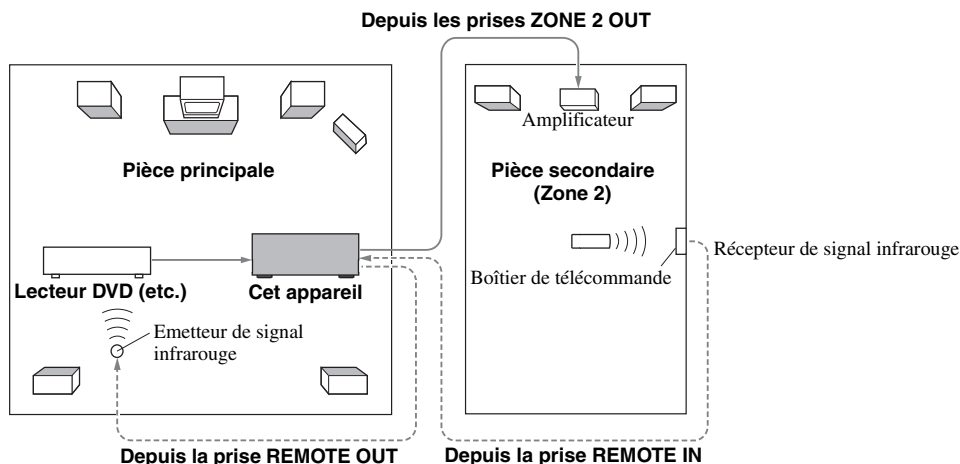 Depuis les prises ZONE 2 OUT
Amplificateur
Pièce principale
Pièce secondaire
(Zone 2)
Récepteur de signal infrarouge
Boîtier de télécommande
Lecteur DVD (etc.)
Cet appareil
Emetteur de signal
infrarouge
Depuis la prise REMOTE OUT
Depuis la prise REMOTE IN